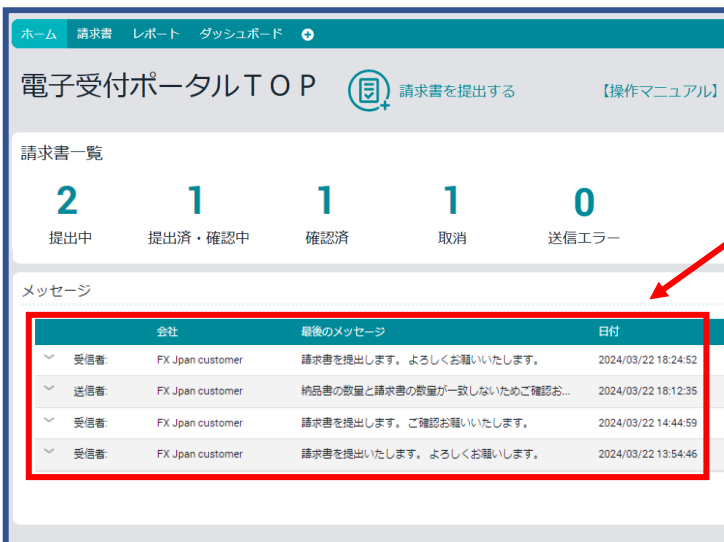 ホーム 請求書 レポート ダッシュボード
電子受付ポータルＴＯＰ 請求書を提出する 【操作マニュアル】
請求書一覧
2 1 1 1 0
提出中 提出済・確認中 確認済 取消 送信エラー
メッセージ
会社 最後のメッセージ 日付
受信者: FX Jpan customer 請求書を提出します。よろしくお願いいたします。 2024/03/22 18:24:52
送信者: FX Jpan customer 納品書の数量と請求書の数量が一致しないためご確認お... 2024/03/22 18:12:35
受信者: FX Jpan customer 請求書を提出します。ご確認お願いいたします。 2024/03/22 14:44:59
受信者: FX Jpan customer 請求書を提出いたします。よろしくお願いします。 2024/03/22 13:54:46